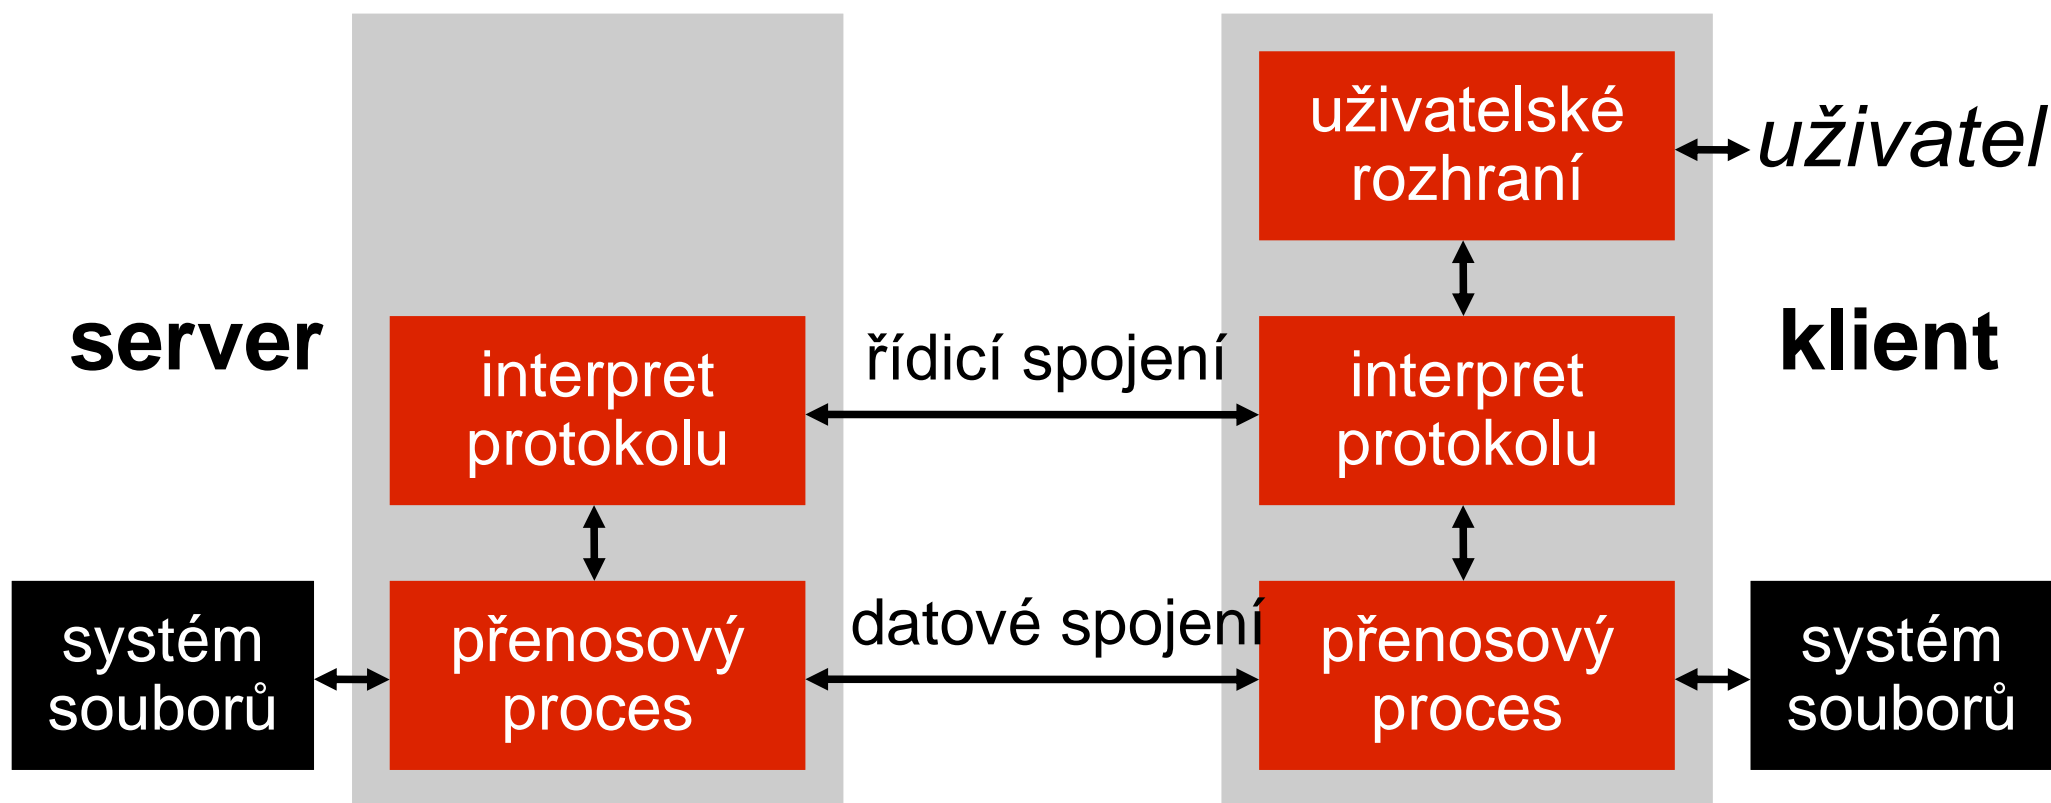 uživatelské
rozhraní
uživatel
server
interpret
protokolu
řídicí spojení
interpret
protokolu
klient
systém
souborů
přenosový
proces
datové spojení
přenosový
proces
systém
souborů